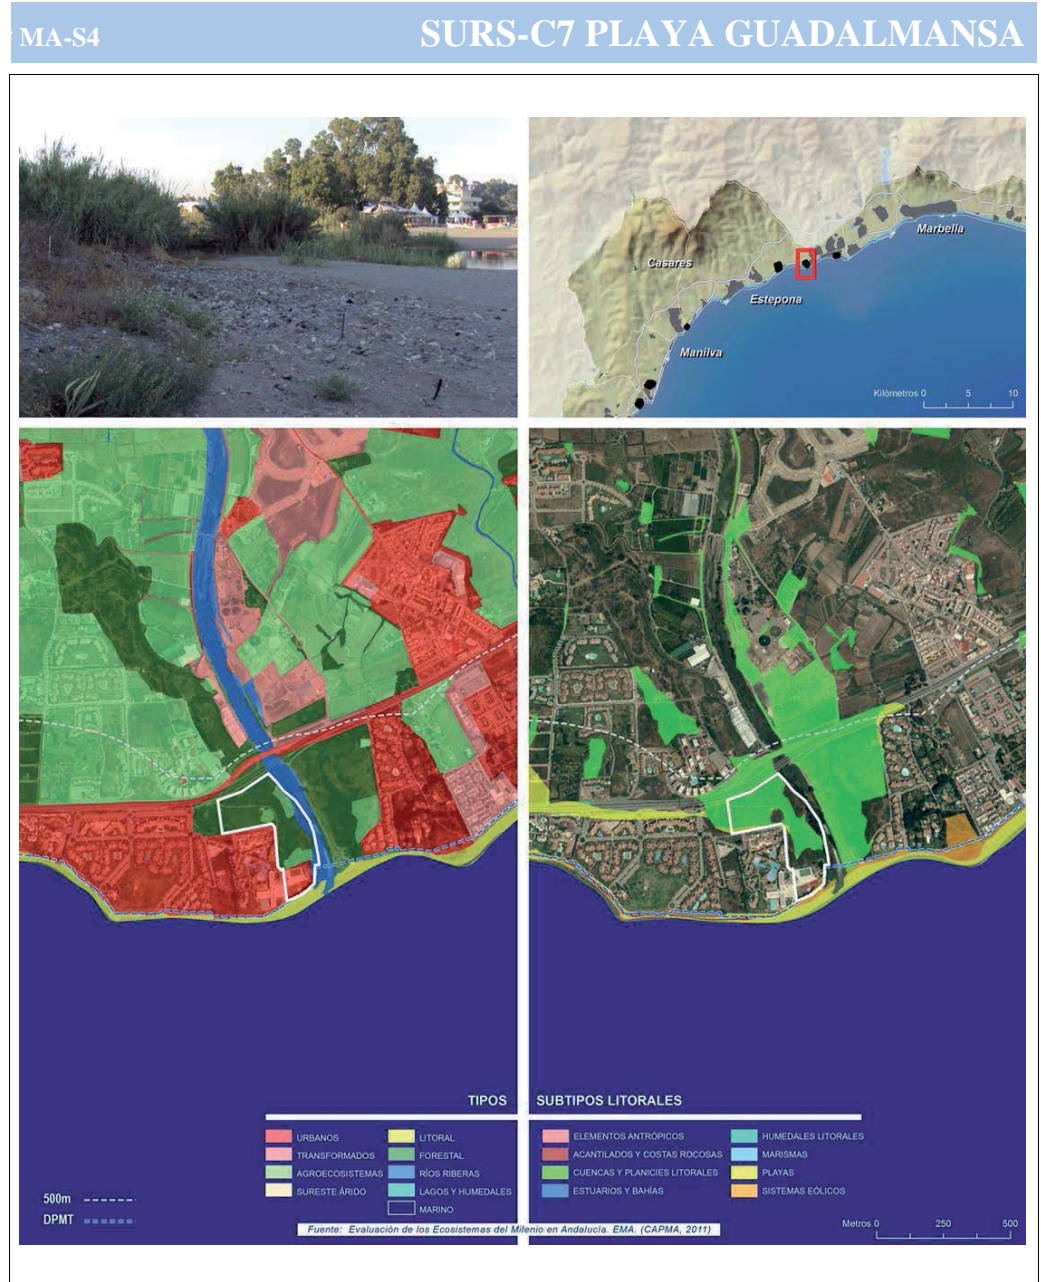 MA-S4
SURS-C7 PLAYA GUADALMANSA
Casares
Marbella
Estepona
Manilva
Kilómetros 0 5 10
TIPOS
URBANOS
TRANSFORMADOS
AGROECOSISTEMAS
SURESTE ÁRIDO
LITORAL
FORESTAL
RÍOS RIBERAS
LAGOS Y HUMEDALES
MARINO
500m
DPMT
SUBTIPOS LITORALES
ELEMENTOS ANTRÓPICOS
ACANTILADOS Y COSTAS ROCOSAS
CUENCAS Y PLANICIES LITORALES
ESTUARIOS Y BAHÍAS
HUMEDALES LITORALES
MARISMAS
PLAYAS
SISTEMAS EÓLICOS
Metros 0 250 500
Fuente: Evaluación de los Ecosistemas del Milenio en Andalucía. EMA. (CAPMA, 2011)